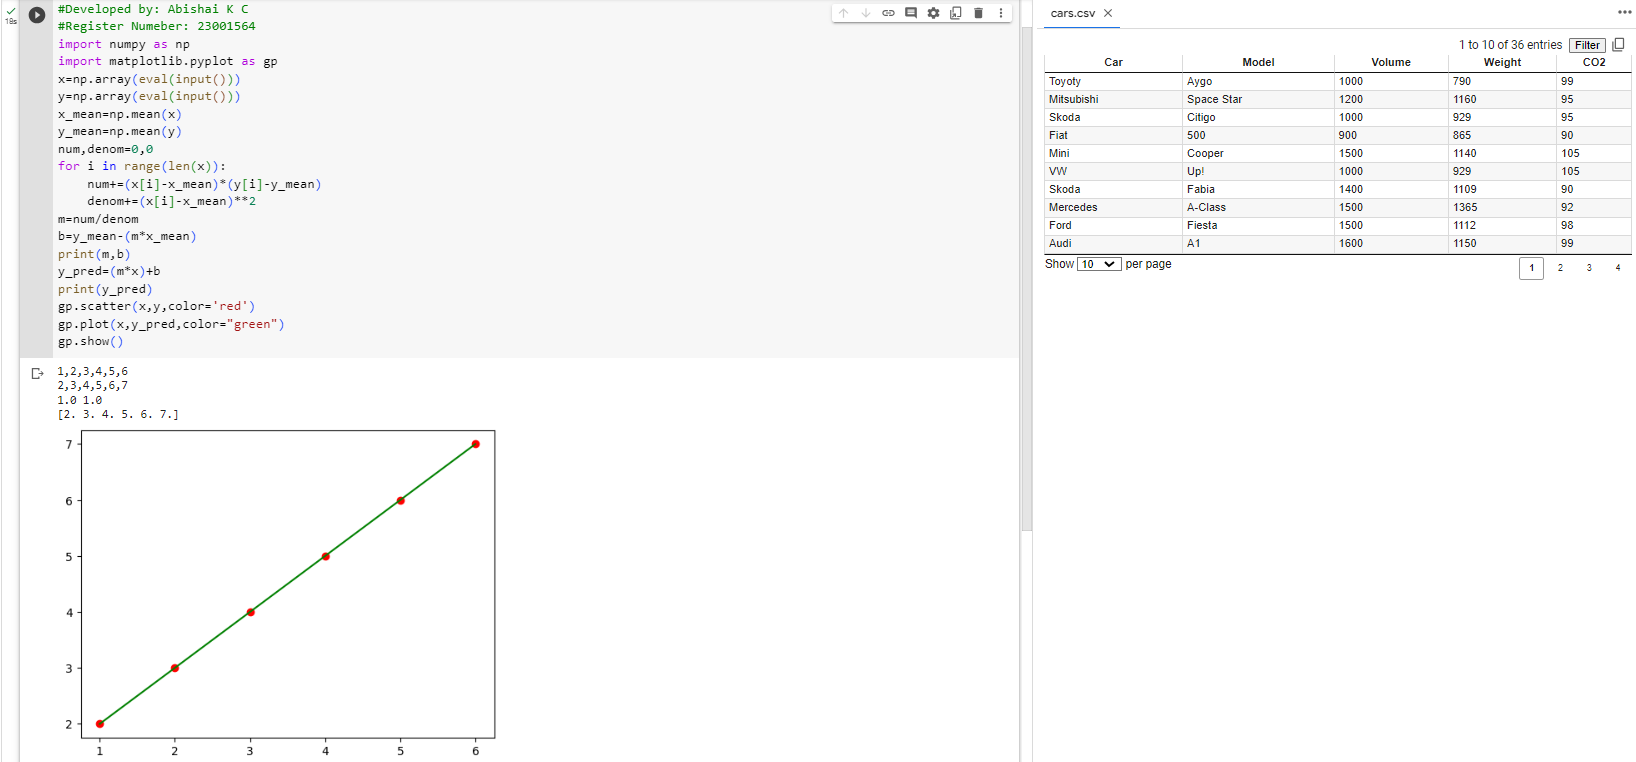 18s
#Developed by: Abishai K C
#Register Numeber: 23001564
import numpy as np
import matplotlib.pyplot as gp
x=np.array(eval(input()))
y=np.array(eval(input()))
x_mean=np.mean(x)
y_mean=np.mean(y)
num,denom=0,0
for i in range(len(x)):
    num+=(x[i]-x_mean)*(y[i]-y_mean)
    denom+=(x[i]-x_mean)**2
m=num/denom
b=y_mean-(m*x_mean)
print(m,b)
y_pred=(m*x)+b
print(y_pred)
gp.scatter(x,y,color='red')
gp.plot(x,y_pred,color="green")
gp.show()
1,2,3,4,5,6
2,3,4,5,6,7
1.0 1.0
[2. 3. 4. 5. 6. 7.]
7
6
5
4
3
2
1 2 3 4 5 6
cars.csv
1 to 10 of 36 entries Filter
Car Model Volume Weight CO2
Toyoty Aygo 1000 790 99
Mitsubishi Space Star 1200 1160 95
Skoda Citigo 1000 929 95
Fiat 500 900 865 90
Mini Cooper 1500 1140 105
VW Up! 1000 929 105
Skoda Fabia 1400 1109 90
Mercedes A-Class 1500 1365 92
Ford Fiesta 1500 1112 98
Audi A1 1600 1150 99
Show 10 per page 1 2 3 4